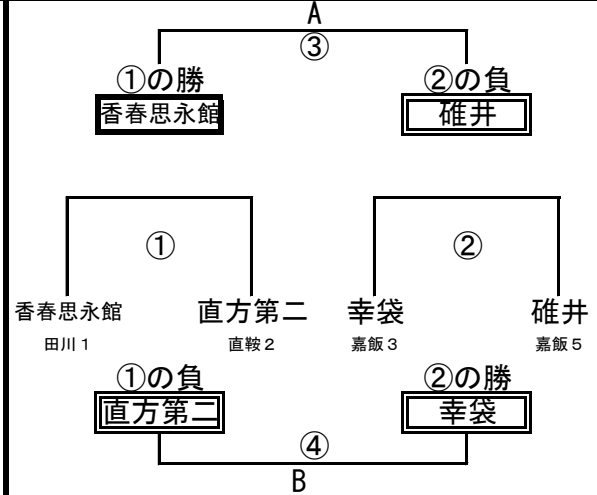 A
③
①の勝 ②の負
香春思永館 碓井
① ②
香春思永館 直方第二 幸袋 碓井
田川１ 直鞍２ 嘉飯３ 嘉飯５
①の負 ②の勝
直方第二 幸袋
④
B